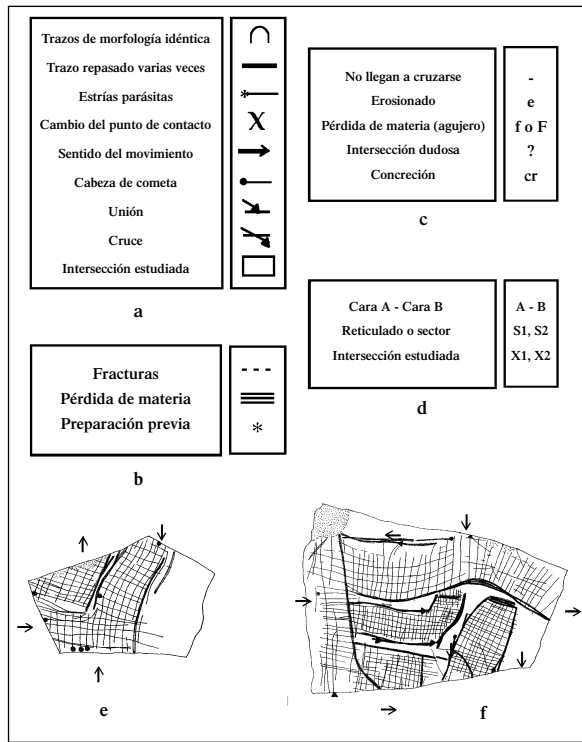 Trazos de morfología idéntica
Trazo repasado varias veces
Estrías parásitas
Cambio del punto de contacto X
Sentido del movimiento
Cabeza de cometa
Unión
Cruce
Intersección estudiada
a
No llegan a cruzarse -
Erosionado e
Pérdida de materia (agujero) f o F
Intersección dudosa ?
Concreción cr
c
Cara A - Cara B A - B
Reticulado o sector S1, S2
Intersección estudiada X1, X2
d
Fracturas - - -
Pérdida de materia
Preparación previa *
b
e
f